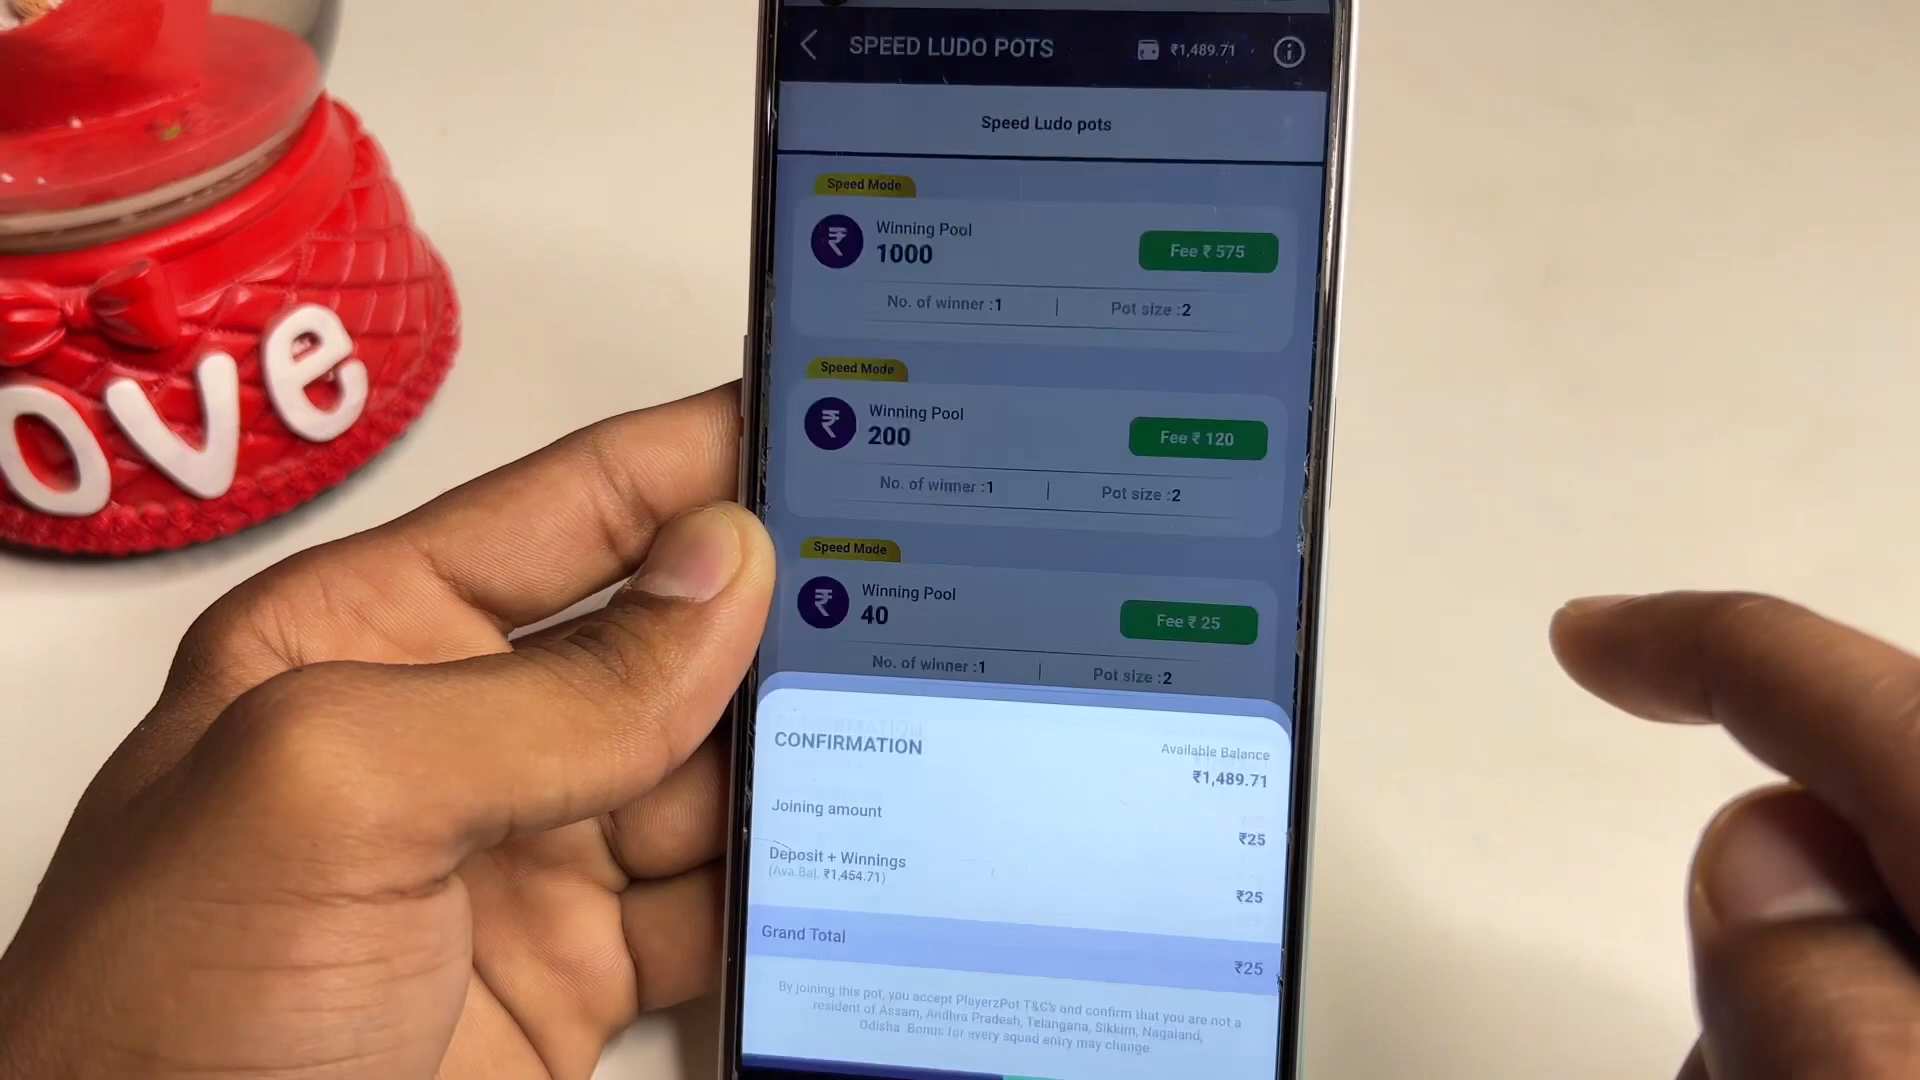 SPEED LUDO POTS ₹1,489.71
Speed Ludo pots
Speed Mode
Winning Pool
1000
Fee ₹ 575
No. of winner :1 | Pot size :2
Speed Mode
Winning Pool
200
Fee ₹ 120
No. of winner :1 | Pot size :2
Speed Mode
Winning Pool
40
Fee ₹ 25
No. of winner :1 | Pot size :2
CONFIRMATION
Available Balance
₹1,489.71
Joining amount
₹25
Deposit + Winnings
(Ava.Bal. ₹1,454.71)
₹25
Grand Total
₹25
By joining this pot, you accept PlayerzPot T&C's and confirm that you are not a
resident of Assam, Andhra Pradesh, Telangana, Sikkim, Nagaland,
Odisha. Bonus for every squad entry may change.
ove